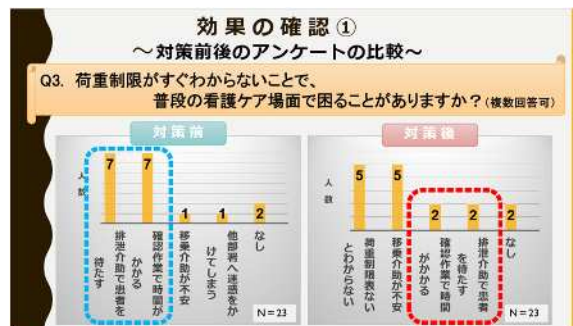 効果の確認①
～対策前後のアンケートの比較～
Q3. 荷重制限がすぐわからないことで、
普段の看護ケア場面で困ることがありますか？（複数回答可）
対策前
人数
7
7
1
1
2
排泄介助で患者を
待たす
確認作業で時間が
かかる
移乗介助が不安
他部署へ迷惑をか
けてしまう
なし
N=23
対策後
人数
5
5
2
2
2
荷重制限表ない
とわからない
移乗介助が不安
確認作業で時間
がかかる
排泄介助で患者
を待たす
なし
N=23